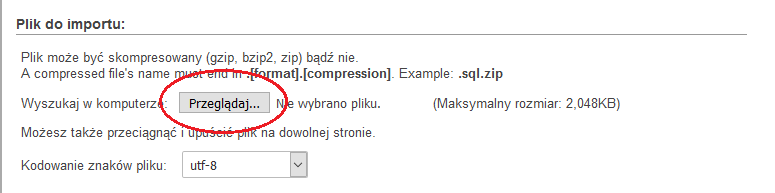 Plik do importu:
Plik może być skompresowany (gzip, bzip2, zip) bądź nie.
A compressed file's name must end in .[format].[compression]. Example: .sql.zip
Wyszukaj w komputerze: Przeglądaj... Nie wybrano pliku. (Maksymalny rozmiar: 2,048KB)
Możesz także przeciągnąć i upuścić plik na dowolnej stronie.
Kodowanie znaków pliku: utf-8